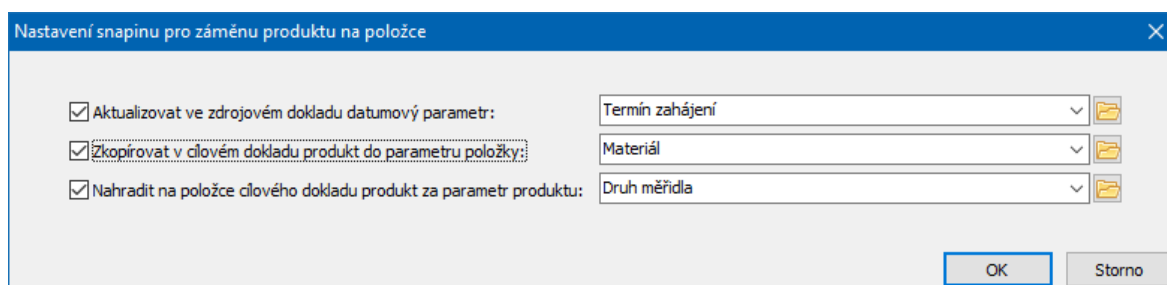 Nastavení snapinu pro záměnu produktu na položce
Aktualizovat ve zdrojovém dokladu datumový parametr: Termín zahájení
Zkopírovat v cílovém dokladu produkt do parametru položky: Materiál
Nahradit na položce cílového dokladu produkt za parametr produktu: Druh měřidla
OK Storno